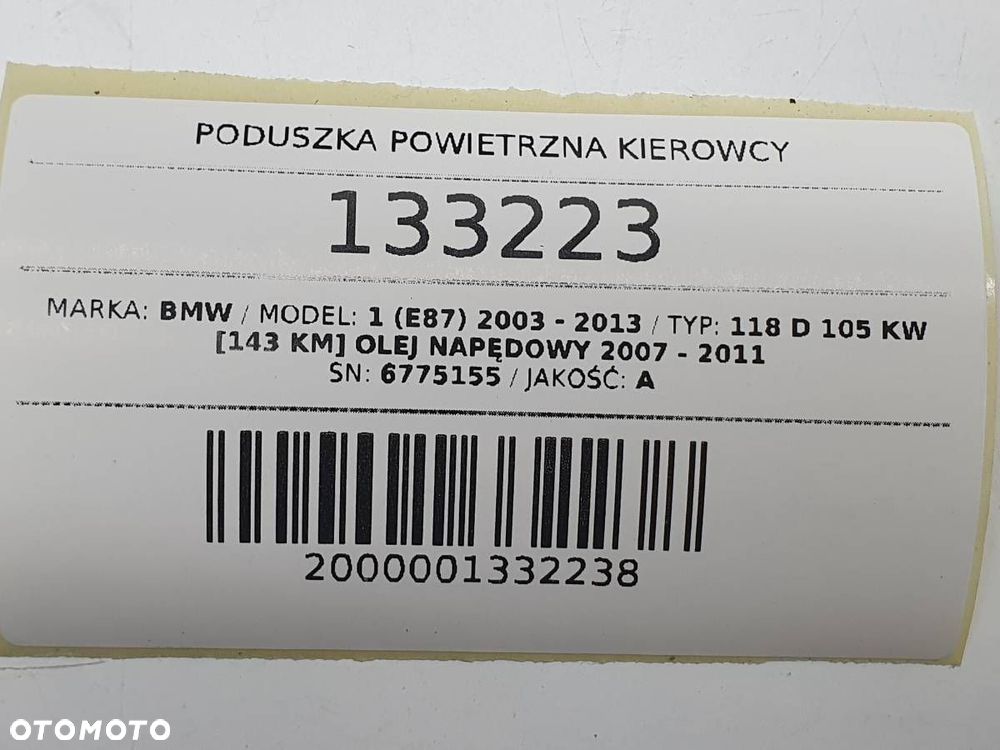 PODUSZKA POWIETRZNA KIEROWCY
133223
MARKA: BMW / MODEL: 1 (E87) 2003 - 2013 / TYP: 118 D 105 KW
[143 KM] OLEJ NAPĘDOWY 2007 - 2011
SN: 6775155 / JAKOŚĆ: A
2000001332238
OTOMOTO